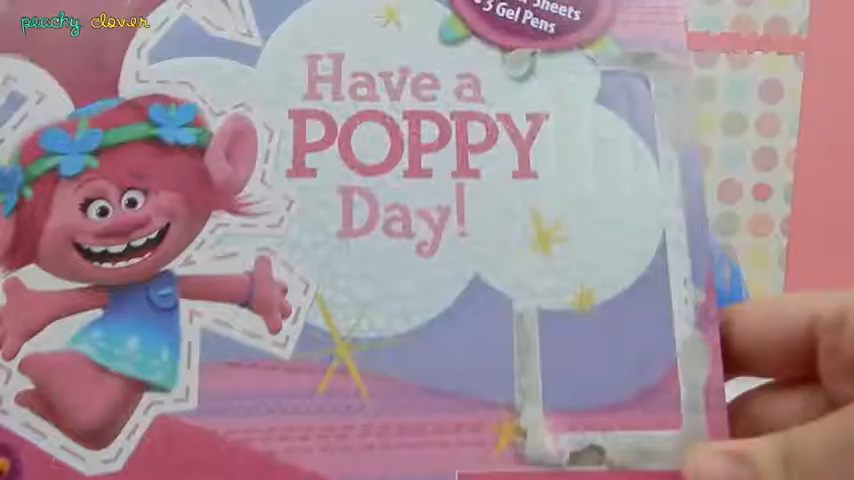 peachy clover
Sheets
3 Gel Pens
Have a
POPPY
Day!